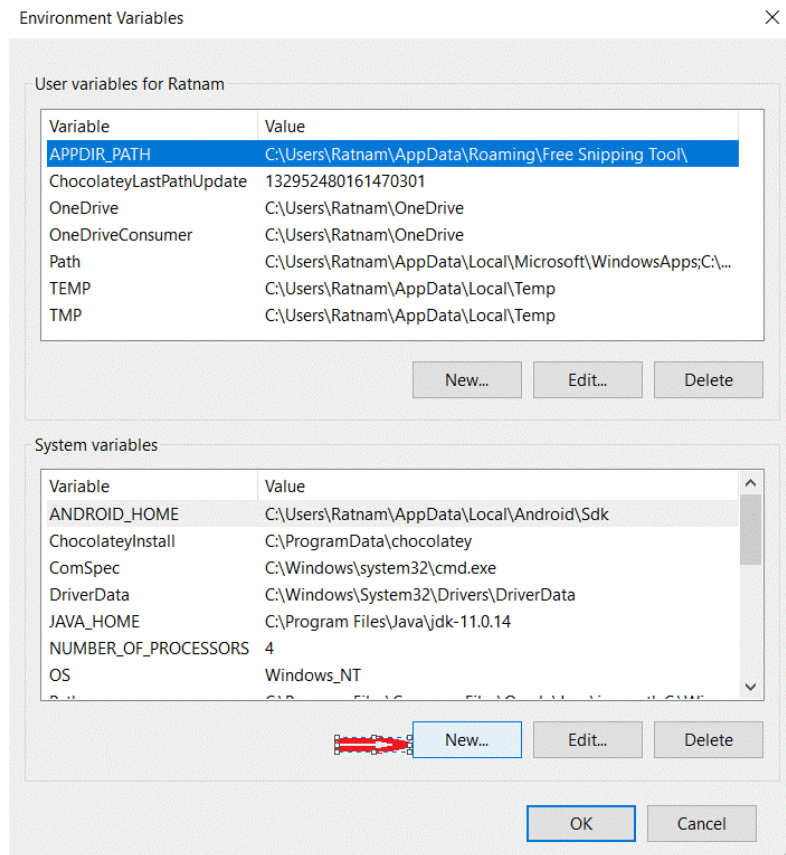 Environment Variables
User variables for Ratnam
Variable Value
APPDIR_PATH C:\Users\Ratnam\AppData\Roaming\Free Snipping Tool\
ChocolateyLastPathUpdate 132952480161470301
OneDrive C:\Users\Ratnam\OneDrive
OneDriveConsumer C:\Users\Ratnam\OneDrive
Path C:\Users\Ratnam\AppData\Local\Microsoft\WindowsApps;C:\...
TEMP C:\Users\Ratnam\AppData\Local\Temp
TMP C:\Users\Ratnam\AppData\Local\Temp
New... Edit... Delete
System variables
Variable Value
ANDROID_HOME C:\Users\Ratnam\AppData\Local\Android\Sdk
ChocolateyInstall C:\ProgramData\chocolatey
ComSpec C:\Windows\system32\cmd.exe
DriverData C:\Windows\System32\Drivers\DriverData
JAVA_HOME C:\Program Files\Java\jdk-11.0.14
NUMBER_OF_PROCESSORS 4
OS Windows_NT
New... Edit... Delete
OK Cancel